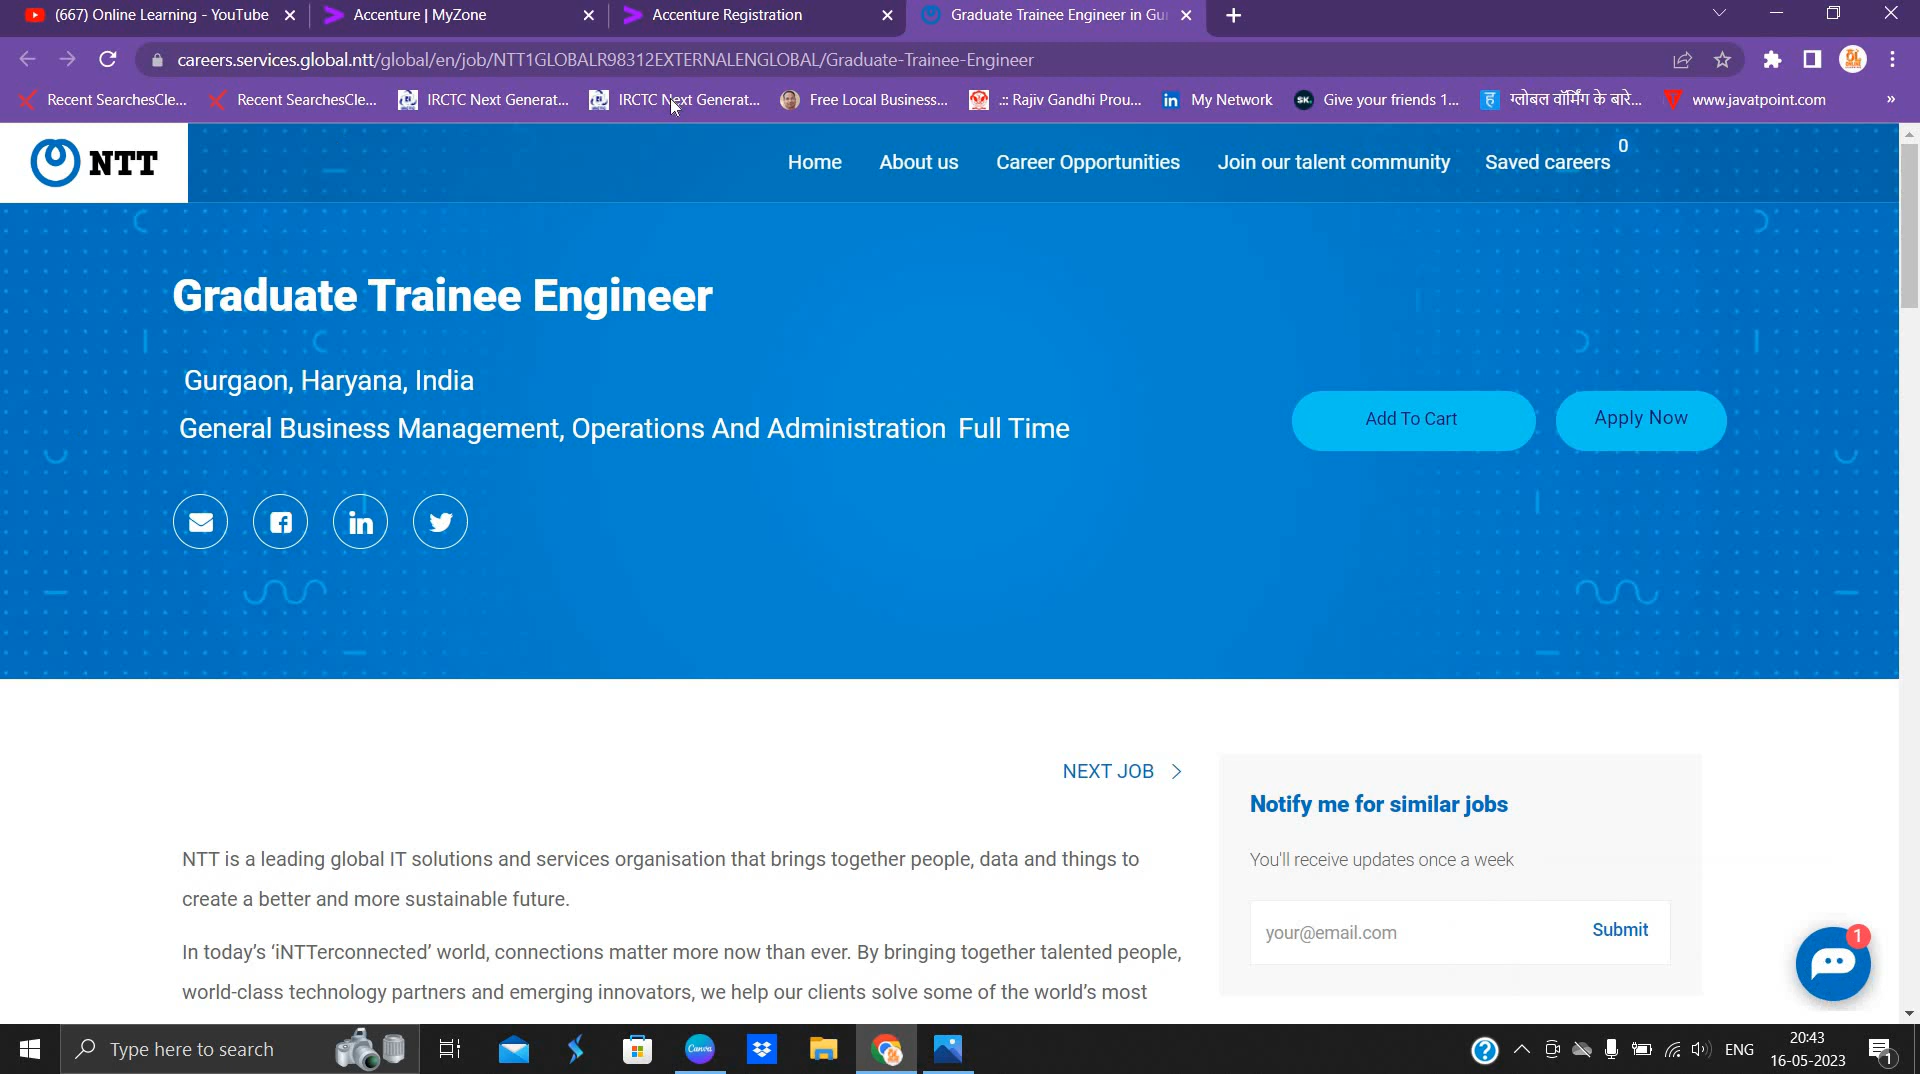 (667) Online Learning - YouTube
Accenture | MyZone
Accenture Registration
Graduate Trainee Engineer in Gu
careers.services.global.ntt/global/en/job/NTT1GLOBALR98312EXTERNALENGLOBAL/Graduate-Trainee-Engineer
Recent SearchesCle...
Recent SearchesCle...
IRCTC Next Generat...
IRCTC Next Generat...
Free Local Business...
.:: Rajiv Gandhi Prou...
in My Network
SK. Give your friends 1...
ह ग्लोबल वॉर्मिंग के बारे...
www.javatpoint.com
»
NTT
Home
About us
Career Opportunities
Join our talent community
Saved careers
0
Graduate Trainee Engineer
Gurgaon, Haryana, India
General Business Management, Operations And Administration Full Time
Add To Cart
Apply Now
in
NEXT JOB
Notify me for similar jobs
You'll receive updates once a week
your@email.com
Submit
NTT is a leading global IT solutions and services organisation that brings together people, data and things to
create a better and more sustainable future.
In today’s ‘iNTTerconnected’ world, connections matter more now than ever. By bringing together talented people,
world-class technology partners and emerging innovators, we help our clients solve some of the world’s most
1
Type here to search
Canva
?
ENG
20:43
16-05-2023
1